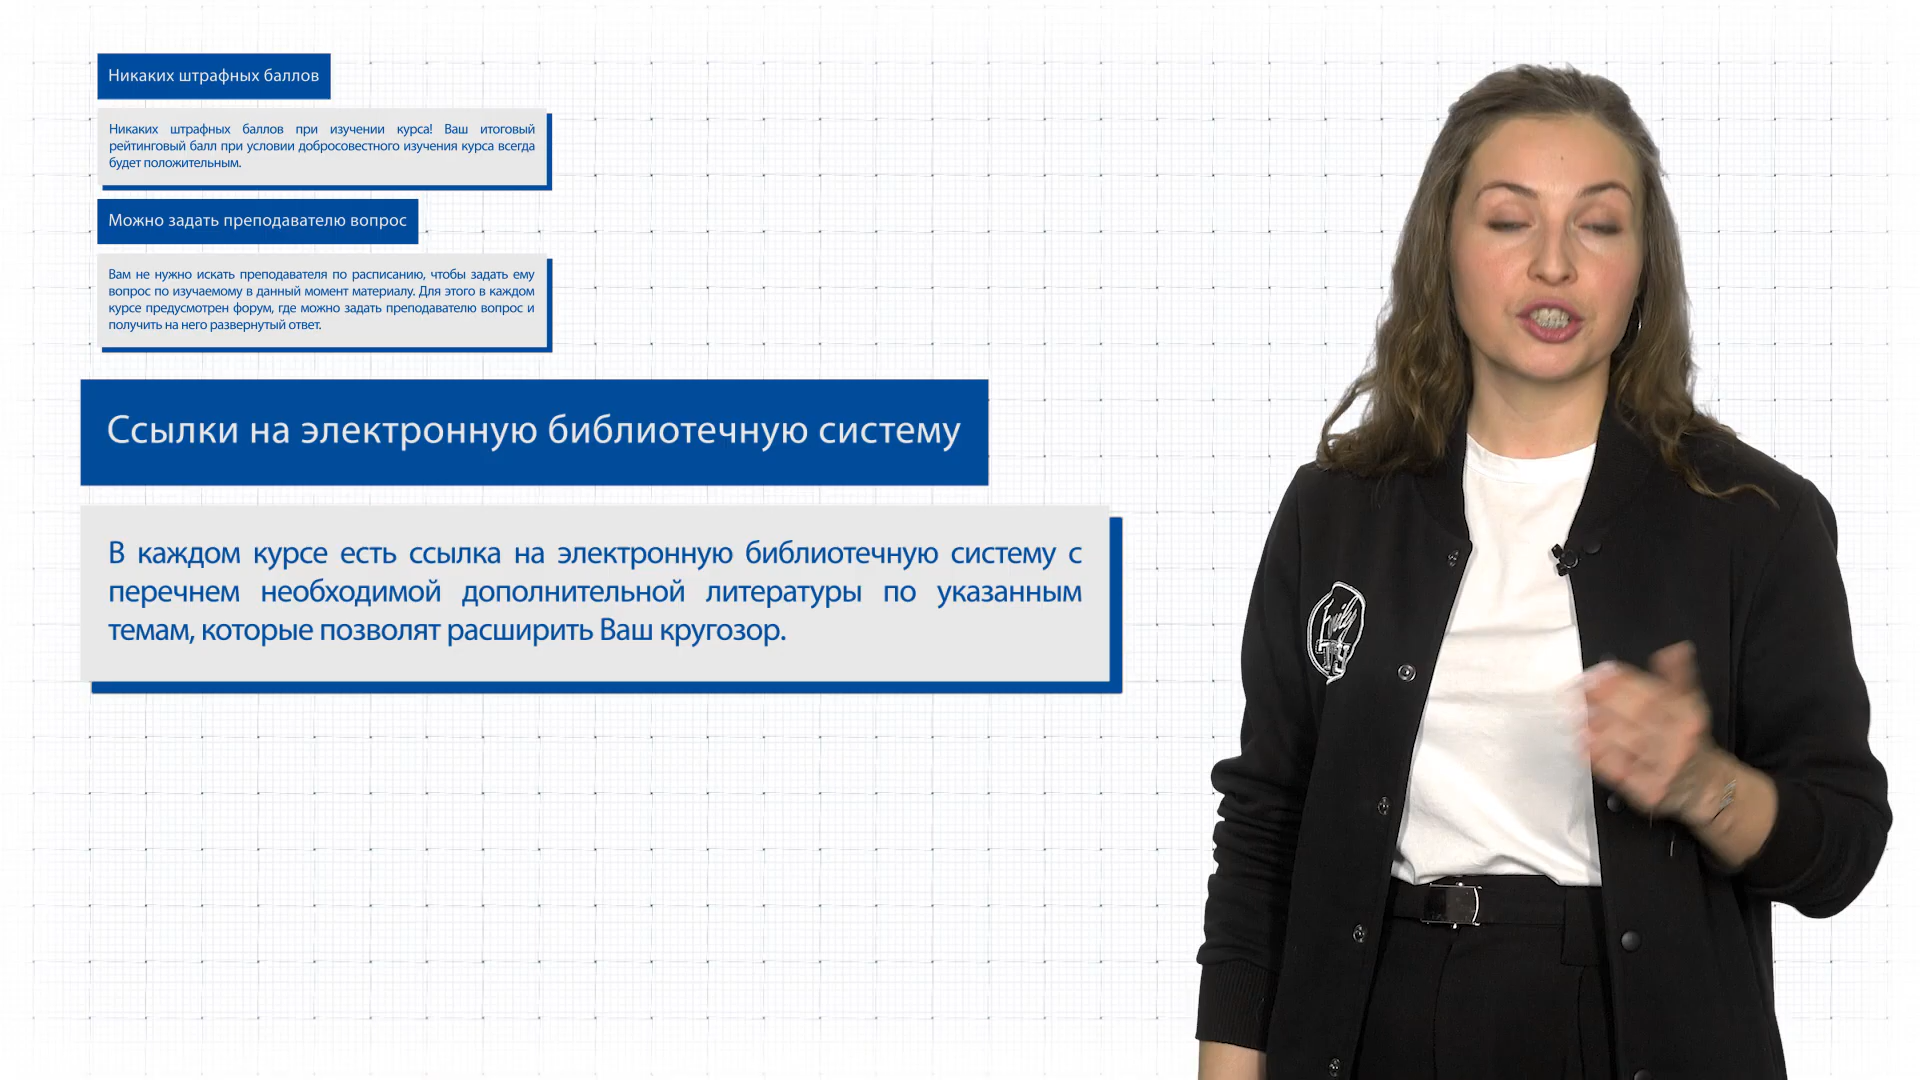 Никаких штрафных баллов
Никаких штрафных баллов при изучении курса! Ваш итоговый
рейтинговый балл при условии добросовестного изучения курса всегда
будет положительным.
Можно задать преподавателю вопрос
Вам не нужно искать преподавателя по расписанию, чтобы задать ему
вопрос по изучаемому в данный момент материалу. Для этого в каждом
курсе предусмотрен форум, где можно задать преподавателю вопрос и
получить на него развернутый ответ.
Ссылки на электронную библиотечную систему
В каждом курсе есть ссылка на электронную библиотечную систему с
перечнем необходимой дополнительной литературы по указанным
темам, которые позволят расширить Ваш кругозор.